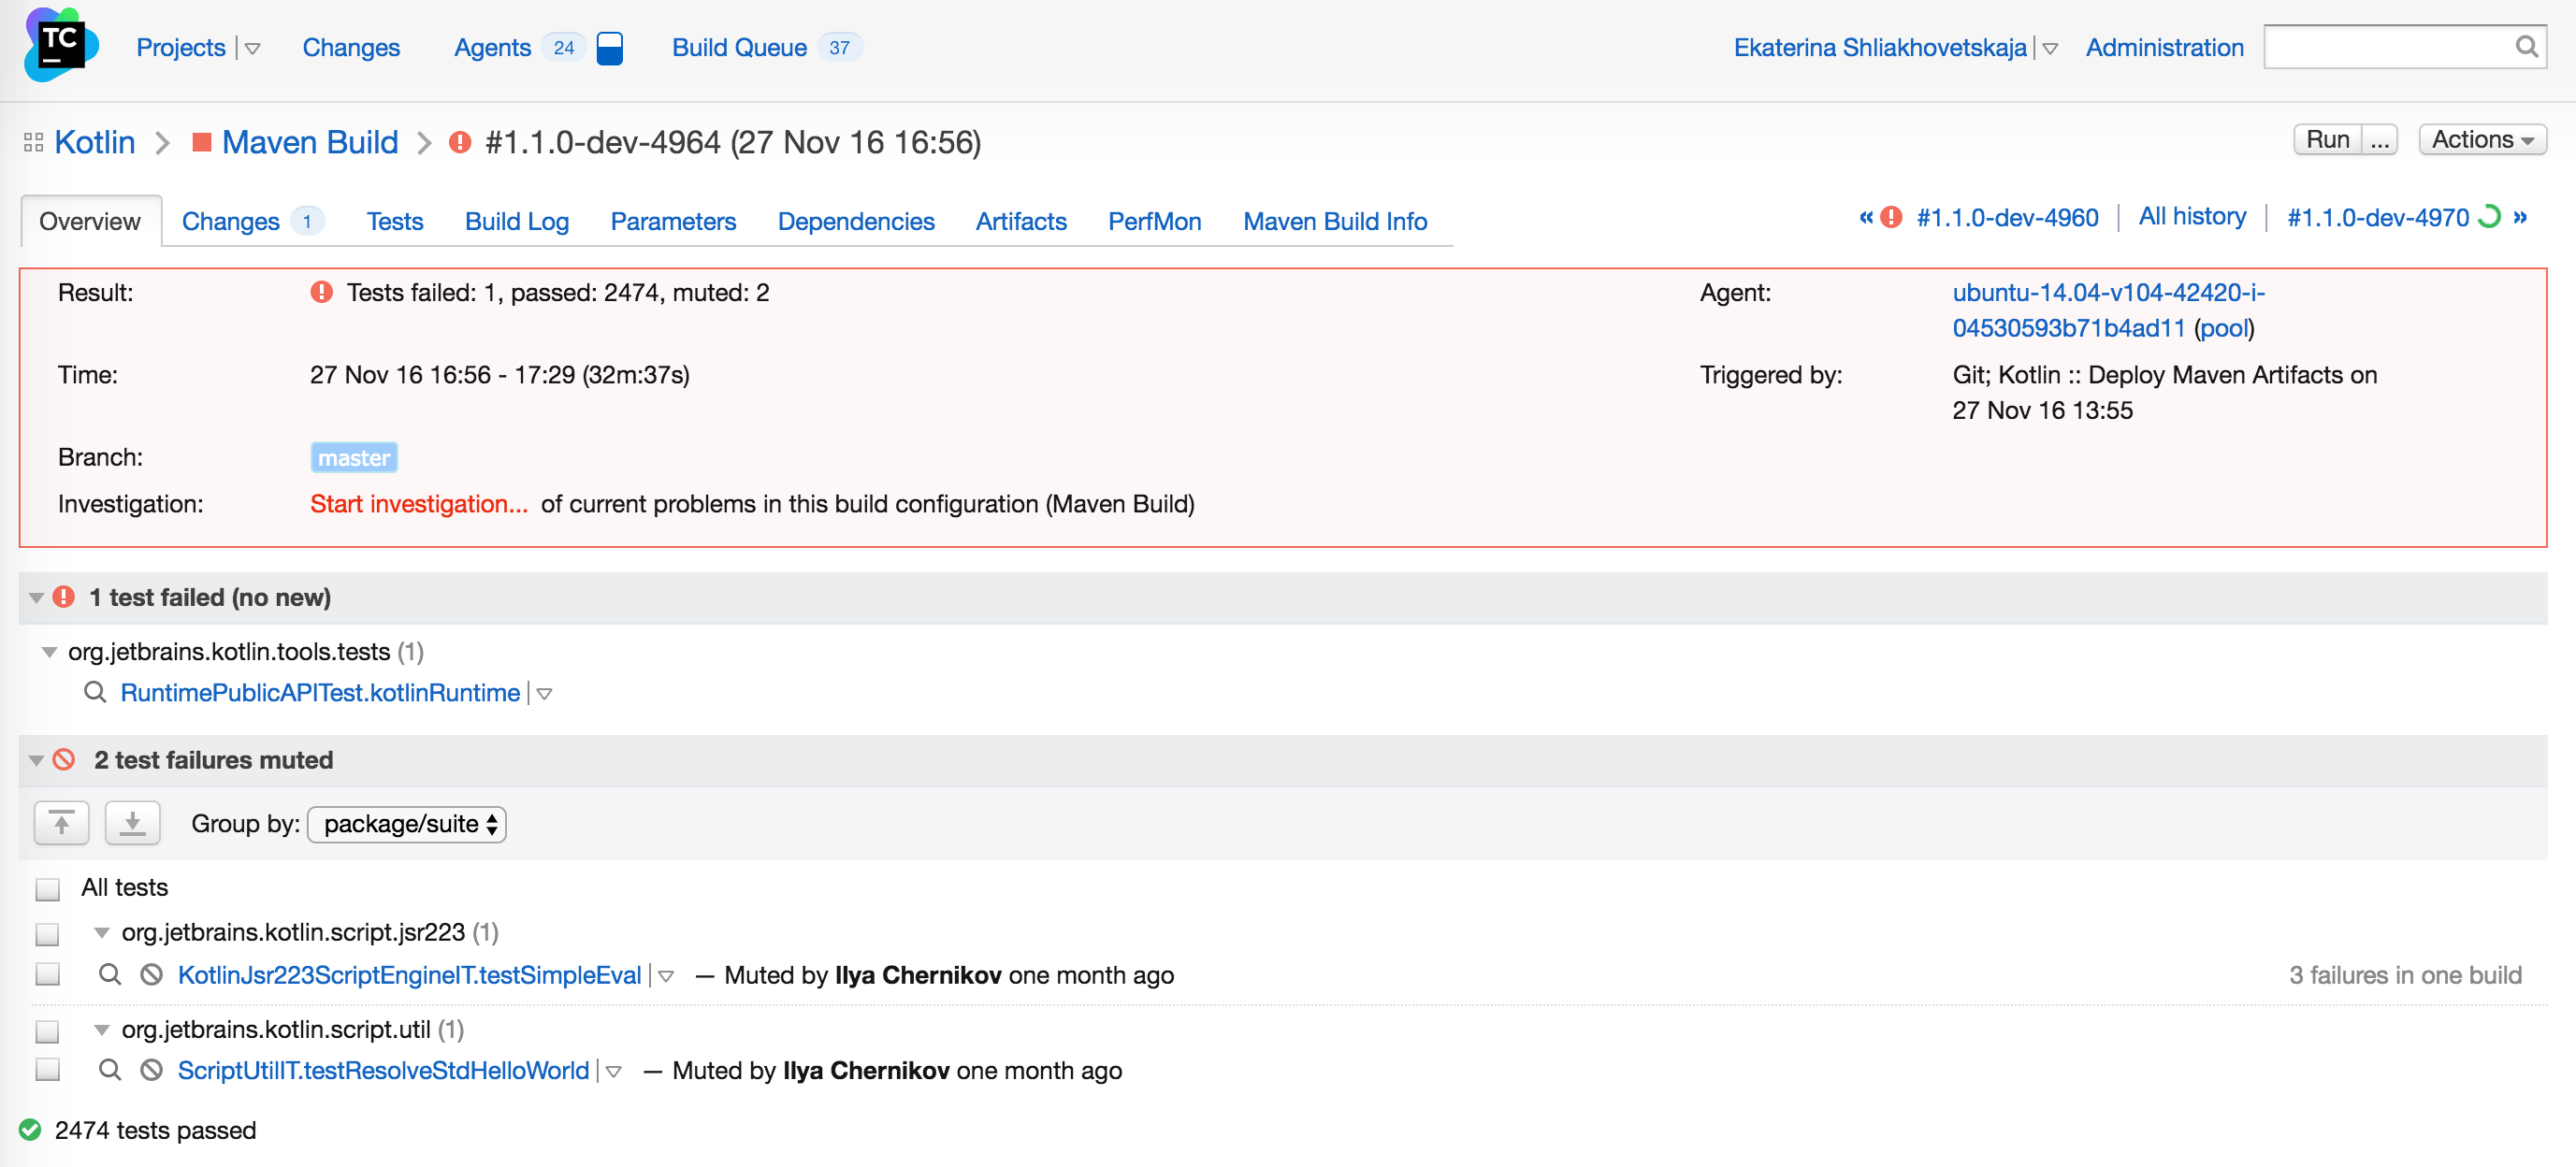 TC
Projects
Changes
Agents 24
Build Queue 37
Ekaterina Shliakhovetskaja
Administration
Kotlin
Maven Build
#1.1.0-dev-4964 (27 Nov 16 16:56)
Run ...
Actions
Overview
Changes 1
Tests
Build Log
Parameters
Dependencies
Artifacts
PerfMon
Maven Build Info
« #1.1.0-dev-4960
All history
#1.1.0-dev-4970 »
Result: Tests failed: 1, passed: 2474, muted: 2
Agent: ubuntu-14.04-v104-42420-i-
04530593b71b4ad11 (pool)
Time: 27 Nov 16 16:56 - 17:29 (32m:37s)
Triggered by: Git; Kotlin :: Deploy Maven Artifacts on
27 Nov 16 13:55
Branch: master
Investigation: Start investigation... of current problems in this build configuration (Maven Build)
1 test failed (no new)
org.jetbrains.kotlin.tools.tests (1)
RuntimePublicAPITest.kotlinRuntime
2 test failures muted
Group by: package/suite
All tests
org.jetbrains.kotlin.script.jsr223 (1)
KotlinJsr223ScriptEngineIT.testSimpleEval — Muted by Ilya Chernikov one month ago 3 failures in one build
org.jetbrains.kotlin.script.util (1)
ScriptUtilIT.testResolveStdHelloWorld — Muted by Ilya Chernikov one month ago
2474 tests passed